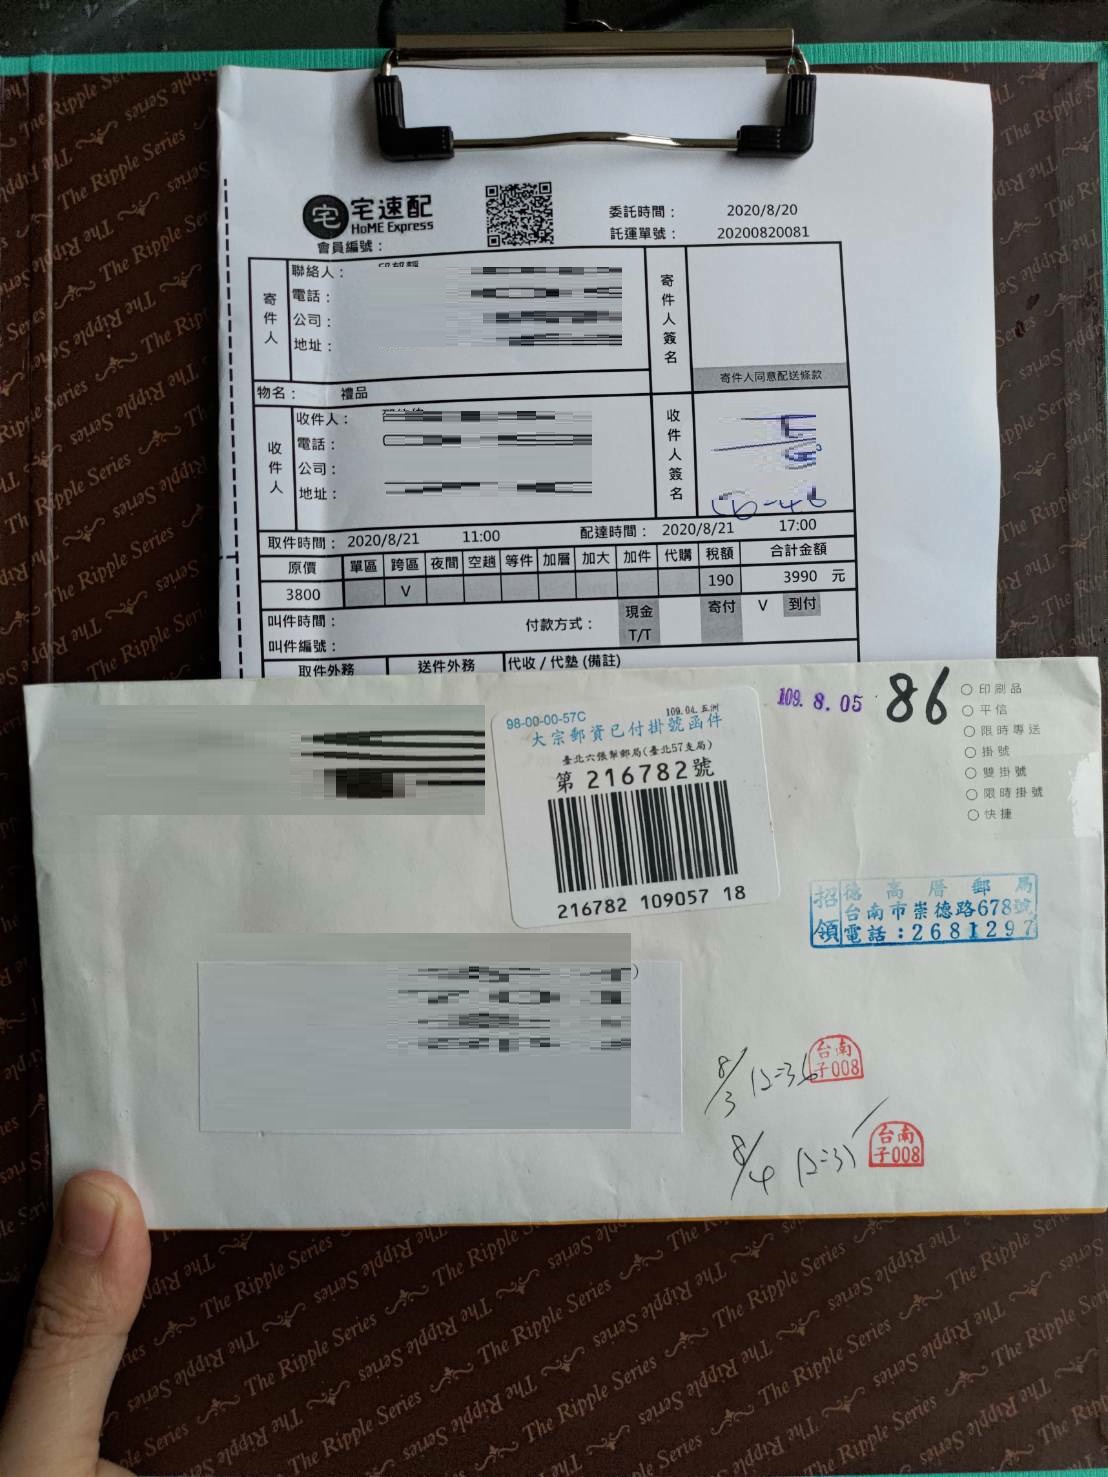 宅 宅速配
HoME Express
會員編號：
委託時間： 2020/8/20
託運單號： 20200820081
寄件人
聯絡人：
電話：
公司：
地址：
寄件人簽名
寄件人同意配送條款
物名： 禮品
收件人
收件人：
電話：
公司：
地址：
收件人簽名
取件時間： 2020/8/21 11:00 配達時間： 2020/8/21 17:00
原價 單區 跨區 夜間 空趟 等件 加層 加大 加件 代購 稅額 合計金額
3800 V 190 3990 元
叫件時間：
叫件編號：
付款方式： 現金 T/T 寄付 V 到付
取件外務 送件外務 代收 / 代墊 (備註)
98-00-00-57C 109.04.五洲
大宗郵資已付掛號函件
臺北六張犁郵局(臺北57支局)
第 216782 號
216782 109057 18
109. 8. 05
86
印刷品
平信
限時專送
掛號
雙掛號
限時掛號
快捷
招領
德高厝郵局
台南市崇德路678號
電話：2681297
8/3 12=36
台南
子008
8/4
台南
子008
The Ripple Series